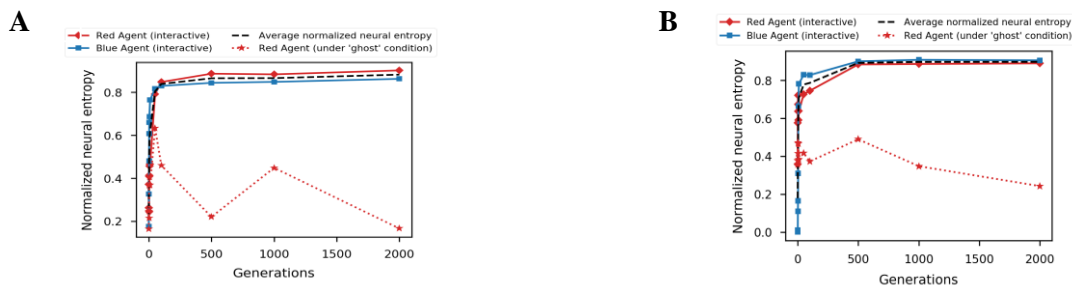 A
Red Agent (interactive)
Blue Agent (interactive)
Average normalized neural entropy
Red Agent (under 'ghost' condition)
Normalized neural entropy
0.8
0.6
0.4
0.2
0 500 1000 1500 2000
Generations
B
Red Agent (interactive)
Blue Agent (interactive)
Average normalized neural entropy
Red Agent (under 'ghost' condition)
Normalized neural entropy
0.8
0.6
0.4
0.2
0.0
0 500 1000 1500 2000
Generations